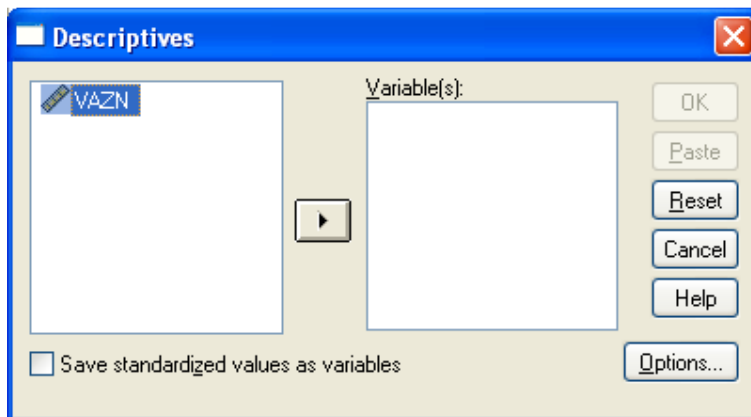 Descriptives
VAZN
Variable(s):
OK
Paste
Reset
Cancel
Help
Save standardized values as variables
Options...